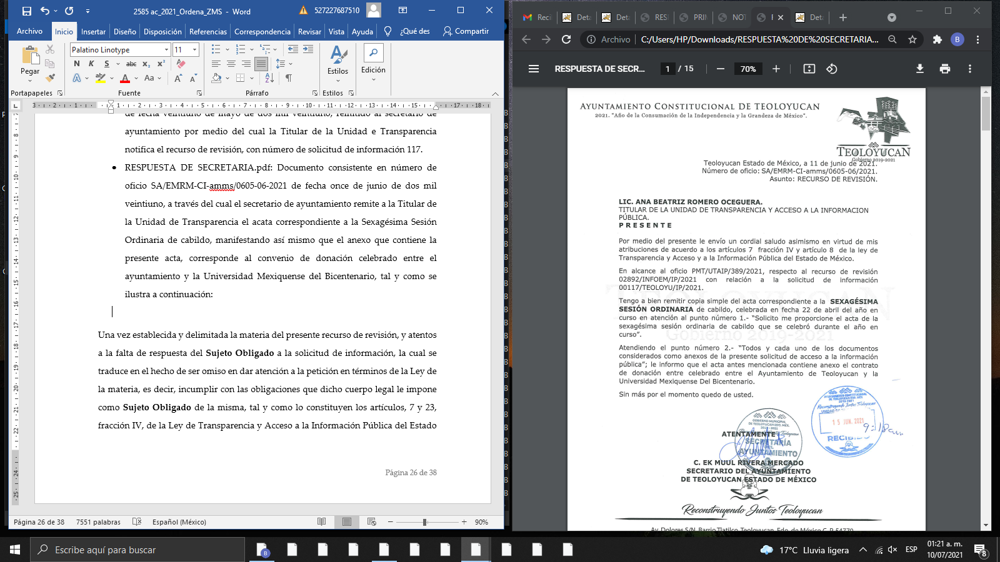 2585 ac_2021_Ordena_ZMS - Word
527227687510
Archivo Inicio Insertar Diseño Disposición Referencias Correspondencia Revisar Vista Ayuda ¿Qué des Compartir
Palatino Linotype 11
Pegar
N K S abc x₂ x²
Aa
Estilos
Edición
Portapapeles Fuente Párrafo Estilos
de fecha veintiuno de mayo de dos mil veintiuno, remitido al secretario de
ayuntamiento por medio del cual la Titular de la Unidad e Transparencia
notifica el recurso de revisión, con número de solicitud de información 117.
• RESPUESTA DE SECRETARIA.pdf: Documento consistente en número de
oficio SA/EMRM-CI-amms/0605-06-2021 de fecha once de junio de dos mil
veintiuno, a través del cual el secretario de ayuntamiento remite a la Titular de
la Unidad de Transparencia el acata correspondiente a la Sexagésima Sesión
Ordinaria de cabildo, manifestando así mismo que el anexo que contiene la
presente acta, corresponde al convenio de donación celebrado entre el
ayuntamiento y la Universidad Mexiquense del Bicentenario, tal y como se
ilustra a continuación:
Una vez establecida y delimitada la materia del presente recurso de revisión, y atentos
a la falta de respuesta del Sujeto Obligado a la solicitud de información, la cual se
traduce en el hecho de ser omiso en dar atención a la petición en términos de la Ley de
la materia, es decir, incumplir con las obligaciones que dicho cuerpo legal le impone
como Sujeto Obligado de la misma, tal y como lo constituyen los artículos, 7 y 23,
fracción IV, de la Ley de Transparencia y Acceso a la Información Pública del Estado
Página 26 de 38
Página 26 de 38 7551 palabras Español (México) 90%
Reci Deta Deta RES PRIM NOT Deta
Archivo C:/Users/HP/Downloads/RESPUESTA%20DE%20SECRETARIA... B
RESPUESTA DE SECR... 1 / 15 70%
AYUNTAMIENTO CONSTITUCIONAL DE TEOLOYUCAN
2021. "Año de la Consumación de la Independencia y la Grandeza de México".
TEOLOYUCAN
Gobierno 2019-2021
Teoloyucan Estado de México, a 11 de junio de 2021.
Número de oficio: SA/EMRM-CI-amms/0605-06/2021.
Asunto: RECURSO DE REVISIÓN.
LIC. ANA BEATRIZ ROMERO OCEGUERA.
TITULAR DE LA UNIDAD DE TRANSPARENCIA Y ACCESO A LA INFORMACION
PÚBLICA.
P R E S E N T E
Por medio del presente le envío un cordial saludo asimismo en virtud de mis
atribuciones de acuerdo a los artículos 7 fracción IV y artículo 8 de la ley de
Transparencia y Acceso y a la Información Pública del Estado de México.
En alcance al oficio PMT/UTAIP/389/2021, respecto al recurso de revisión
02892/INFOEM/IP/2021 con relación a la solicitud de información
00117/TEOLOYU/IP/2021.
Tengo a bien remitir copia simple del acta correspondiente a la SEXAGÉSIMA
SESIÓN ORDINARIA de cabildo, celebrada en fecha 22 de abril del año en
curso en atención al punto número 1.- "Solicito me proporcione el acta de la
sexagésima sesión ordinaria de cabildo que se celebró durante el año en
curso".
Gobierno 2019-2021
Atendiendo el punto número 2.- "Todos y cada uno de los documentos
considerados como anexos de la presente solicitud de acceso a la información
pública"; le informo que el acta antes mencionada contiene anexo el contrato
de donación entre celebrado entre el Ayuntamiento de Teoloyucan y la
Universidad Mexiquense Del Bicentenario.
Sin más por el momento quedo de usted.
ATENTAMENTE
SECRETARÍA
DEL
AYUNTAMIENTO
15 JUN. 2021
RECIBIDO
C. EK MUUL RIVERA MERCADO
SECRETARIO DEL AYUNTAMIENTO
DE TEOLOYUCAN ESTADO DE MÉXICO
Reconstruyendo Juntos Teoloyucan
Av. Dolores S/N, Barrio Tlatilco, Teoloyucan, Edo. de México C.P. 54770
Escribe aquí para buscar
17°C Lluvia ligera
ESP
01:21 a. m.
10/07/2021
8